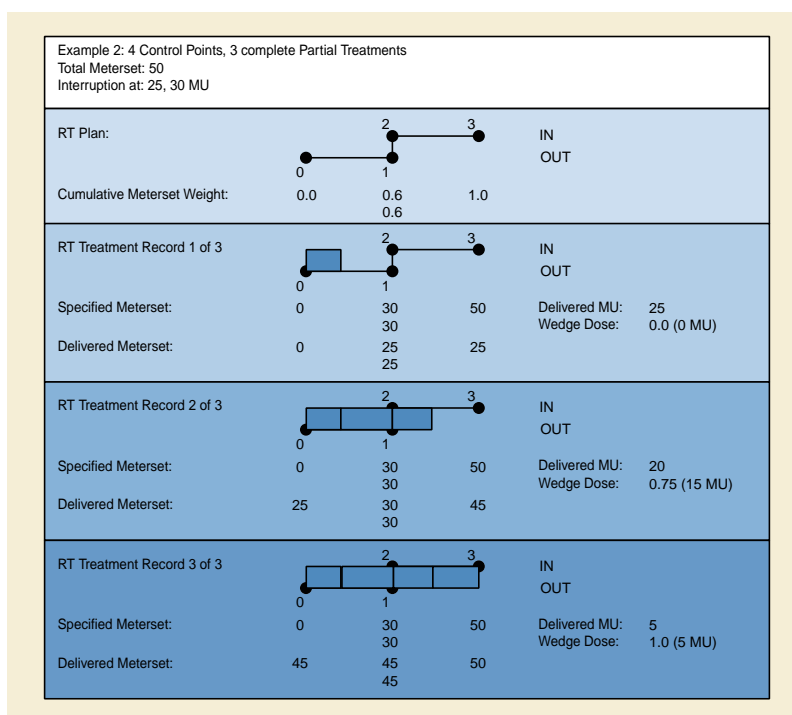 Example 2: 4 Control Points, 3 complete Partial Treatments
Total Meterset: 50
Interruption at: 25, 30 MU
RT Plan:
2 3 IN
OUT
0 1
Cumulative Meterset Weight: 0.0 0.6 1.0
0.6
RT Treatment Record 1 of 3
2 3 IN
OUT
0 1
Specified Meterset: 0 30 50 Delivered MU: 25
30 Wedge Dose: 0.0 (0 MU)
Delivered Meterset: 0 25 25
25
RT Treatment Record 2 of 3
2 3 IN
OUT
0 1
Specified Meterset: 0 30 50 Delivered MU: 20
30 Wedge Dose: 0.75 (15 MU)
Delivered Meterset: 25 30 45
30
RT Treatment Record 3 of 3
2 3 IN
OUT
0 1
Specified Meterset: 0 30 50 Delivered MU: 5
30 Wedge Dose: 1.0 (5 MU)
Delivered Meterset: 45 45 50
45